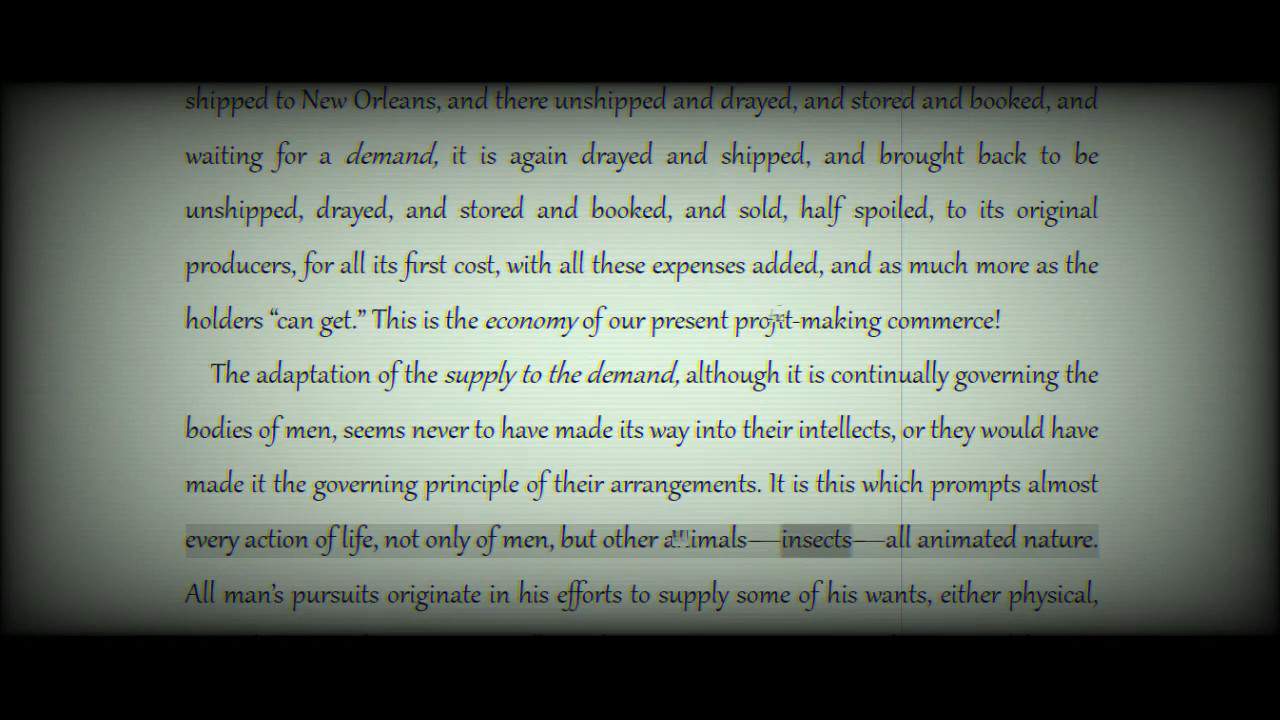 shipped to New Orleans, and there unshipped and drayed, and stored and booked, and
waiting for a demand, it is again drayed and shipped, and brought back to be
unshipped, drayed, and stored and booked, and sold, half spoiled, to its original
producers, for all its first cost, with all these expenses added, and as much more as the
holders “can get.” This is the economy of our present profit-making commerce!
The adaptation of the supply to the demand, although it is continually governing the
bodies of men, seems never to have made its way into their intellects, or they would have
made it the governing principle of their arrangements. It is this which prompts almost
every action of life, not only of men, but other animals—insects—all animated nature.
All man’s pursuits originate in his efforts to supply some of his wants, either physical,